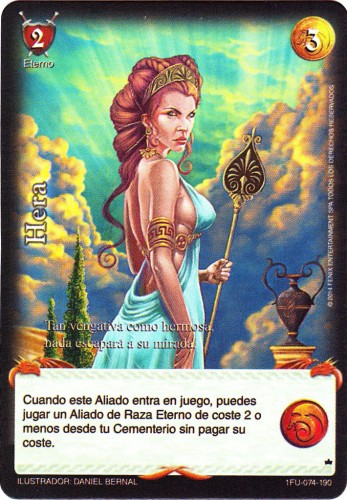 2
3
Eterno
Hera
© 2014 FENIX ENTERTAINMENT SPA TODOS LOS DERECHOS RESERVADOS
Tan vengativa como hermosa,
nada escapará a su mirada.
Cuando este Aliado entra en juego, puedes
jugar un Aliado de Raza Eterno de coste 2 o
menos desde tu Cementerio sin pagar su
coste.
ILUSTRADOR: DANIEL BERNAL
1FU-074-190